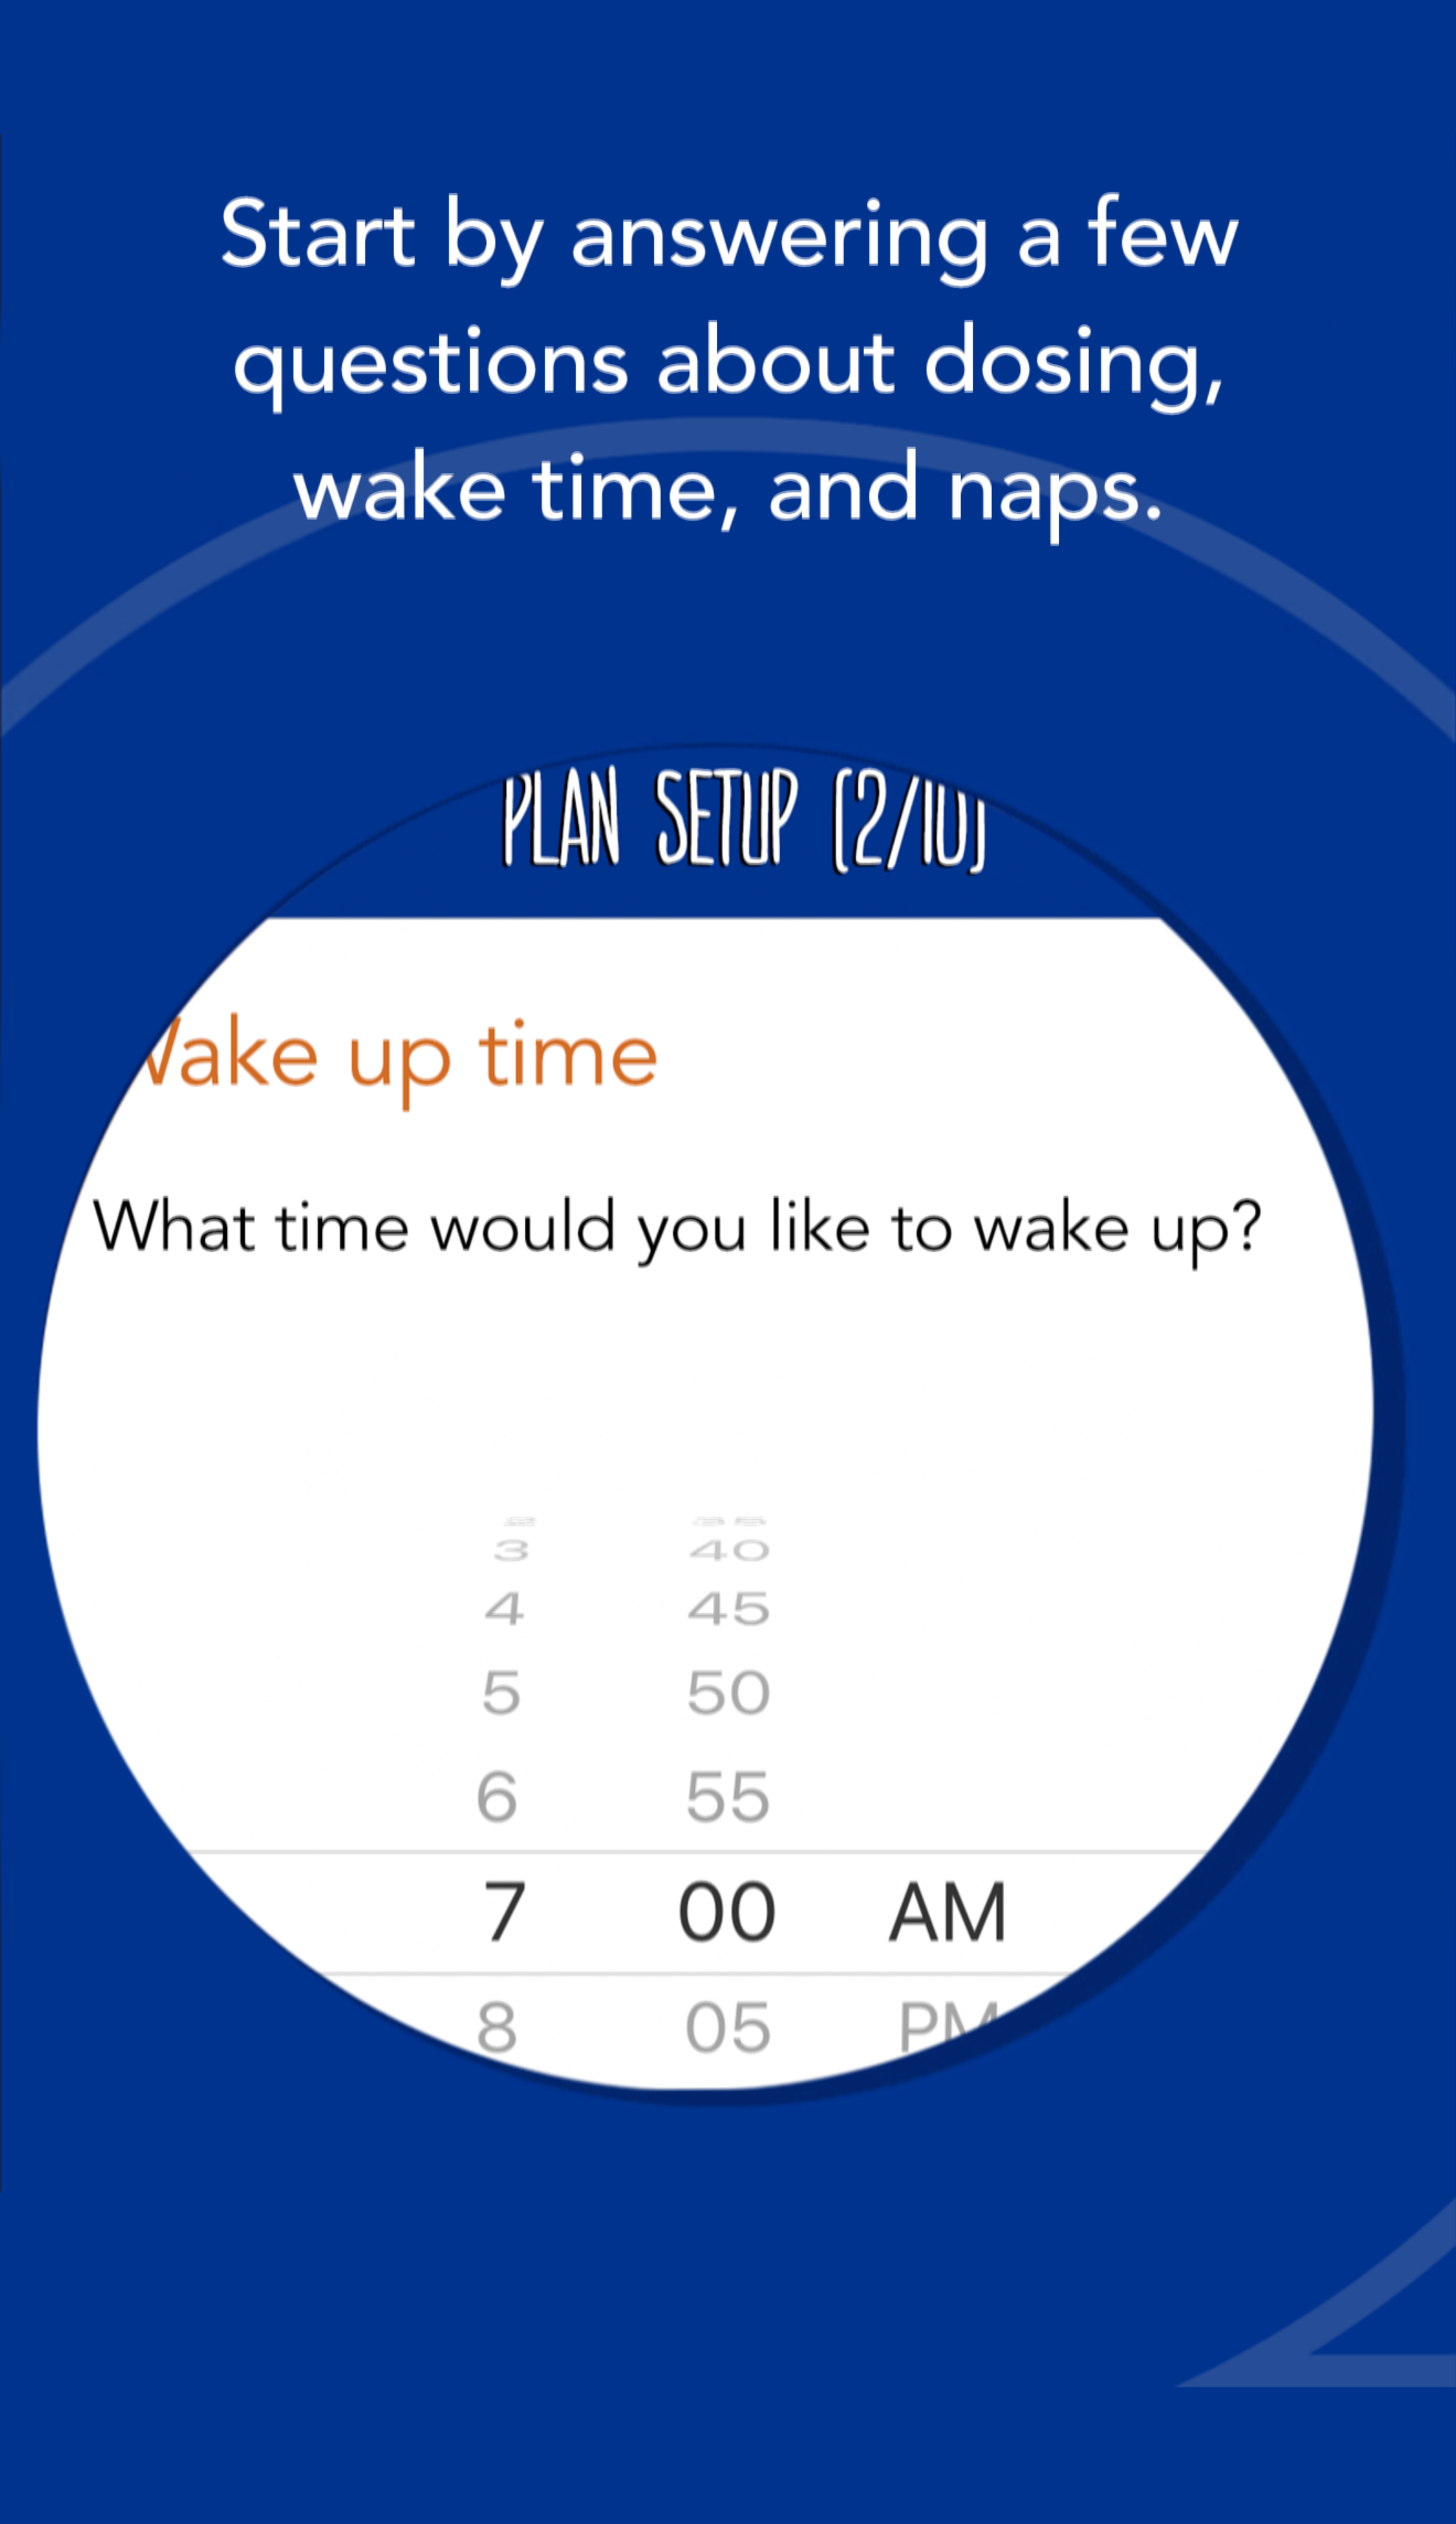 Start by answering a few
questions about dosing,
wake time, and naps.
PLAN SETUP (2/10)
Wake up time
What time would you like to wake up?
3 40
4 45
5 50
6 55
7 00 AM
8 05 PM